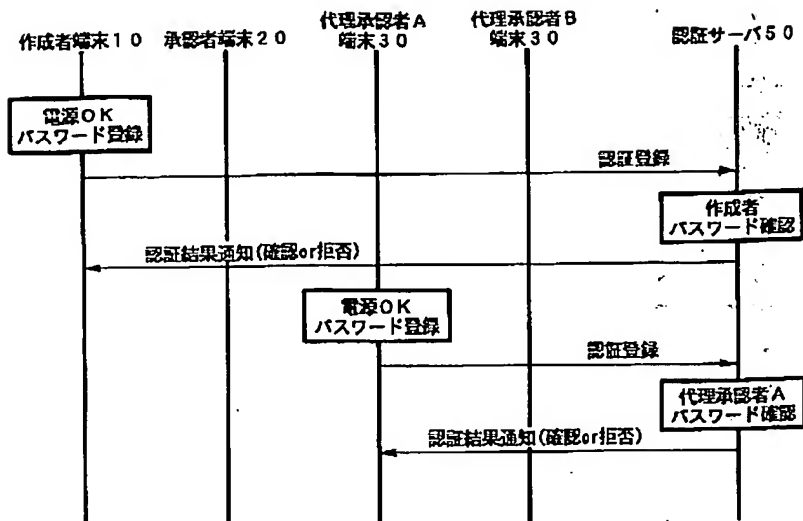 作成者端末10
承認者端末20
代理承認者A
端末30
代理承認者B
端末30
認証サーバ50
電源OK
パスワード登録
認証登録
作成者
パスワード確認
認証結果通知(確認or拒否)
電源OK
パスワード登録
認証登録
代理承認者A
パスワード確認
認証結果通知(確認or拒否)